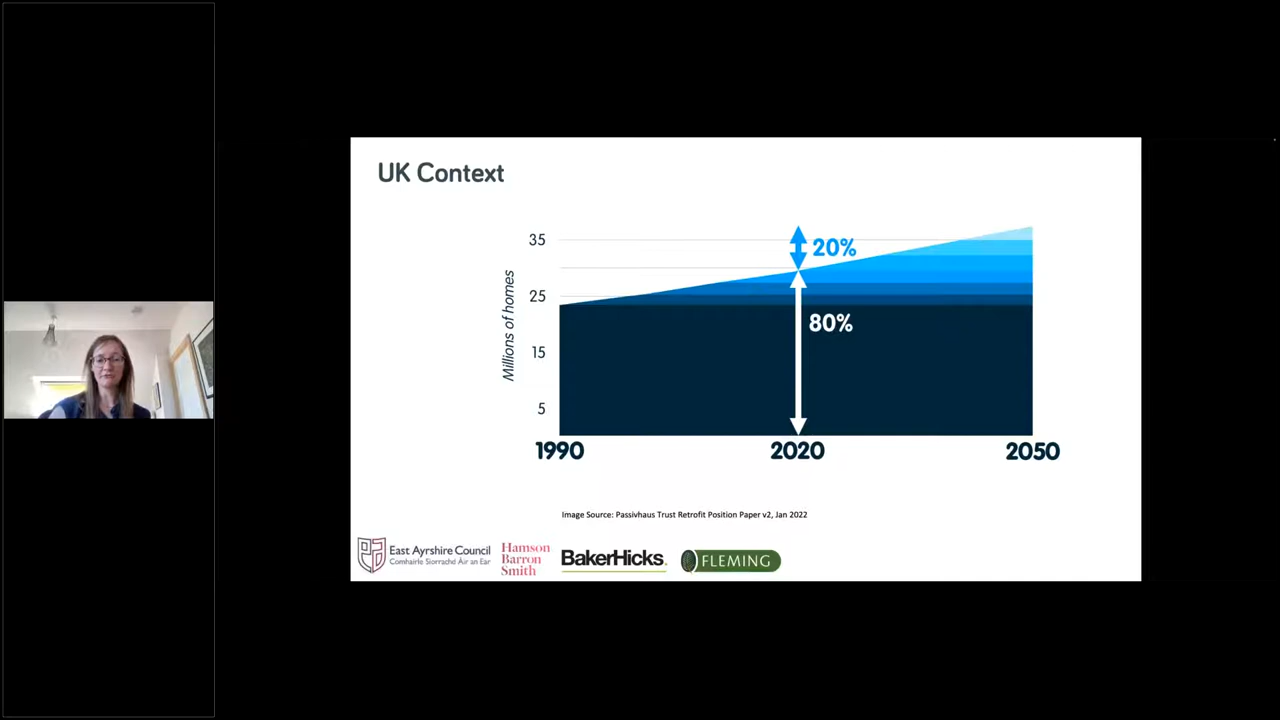 UK Context
35
25
15
5
Millions of homes
20%
80%
1990
2020
2050
Image Source: Passivhaus Trust Retrofit Position Paper v2, Jan 2022
East Ayrshire Council
Comhairle Siorrachd Àir an Ear
Hamson
Barron
Smith
BakerHicks.
FLEMING